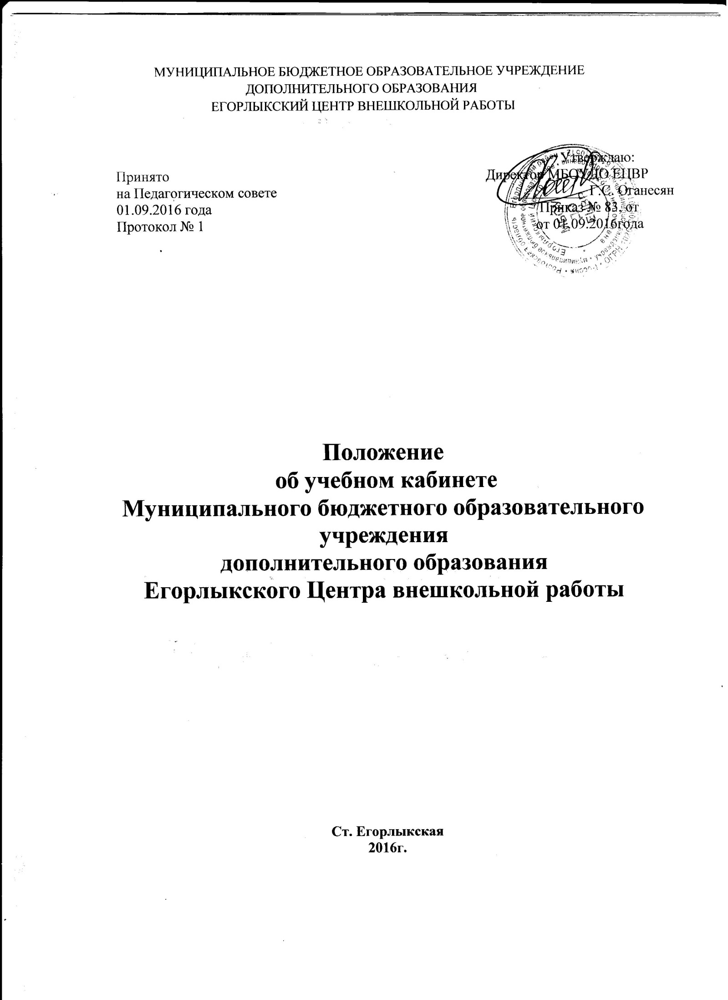 МУНИЦИПАЛЬНОЕ БЮДЖЕТНОЕ ОБРАЗОВАТЕЛЬНОЕ УЧРЕЖДЕНИЕ
ДОПОЛНИТЕЛЬНОГО ОБРАЗОВАНИЯ
ЕГОРЛЫКСКИЙ ЦЕНТР ВНЕШКОЛЬНОЙ РАБОТЫ
Принято
на Педагогическом совете
01.09.2016 года
Протокол № 1
Утверждаю:
Директор МБОУ ДО ЕЦВР
Г.С. Оганесян
Приказ № 83, от
от 01.09.2016года
Положение
об учебном кабинете
Муниципального бюджетного образовательного
учреждения
дополнительного образования
Егорлыкского Центра внешкольной работы
Ст. Егорлыкская
2016г.